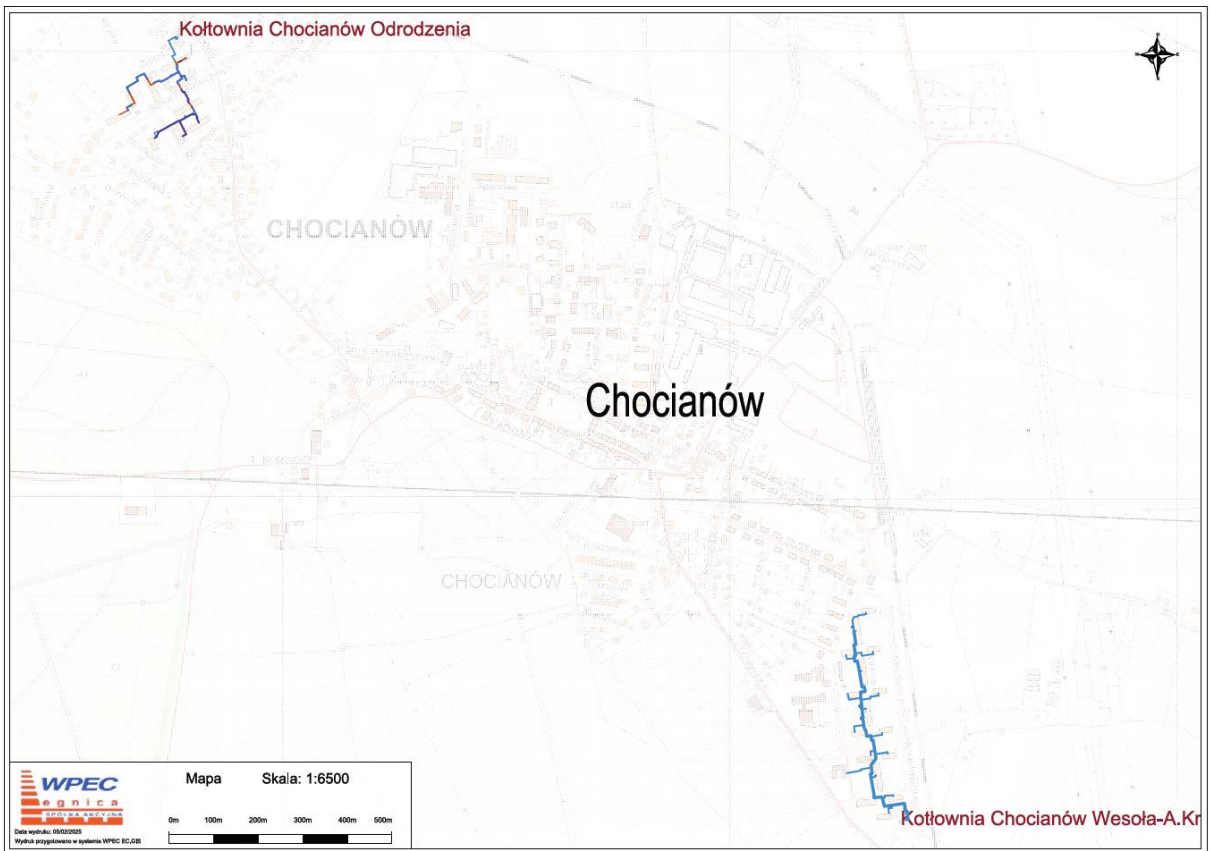 Kołtownia Chocianów Odrodzenia
CHOCIANÓW
Chocianów
CHOCIANÓW
Kotłownia Chocianów Wesoła-A.Kr
WPEC
egnica
SPÓŁKA AKCYJNA
Mapa Skala: 1:6500
0m 100m 200m 300m 400m 500m
Data wydruku: 05/02/2025
Wydruk przygotowano w systemie WPEC EC,GIS